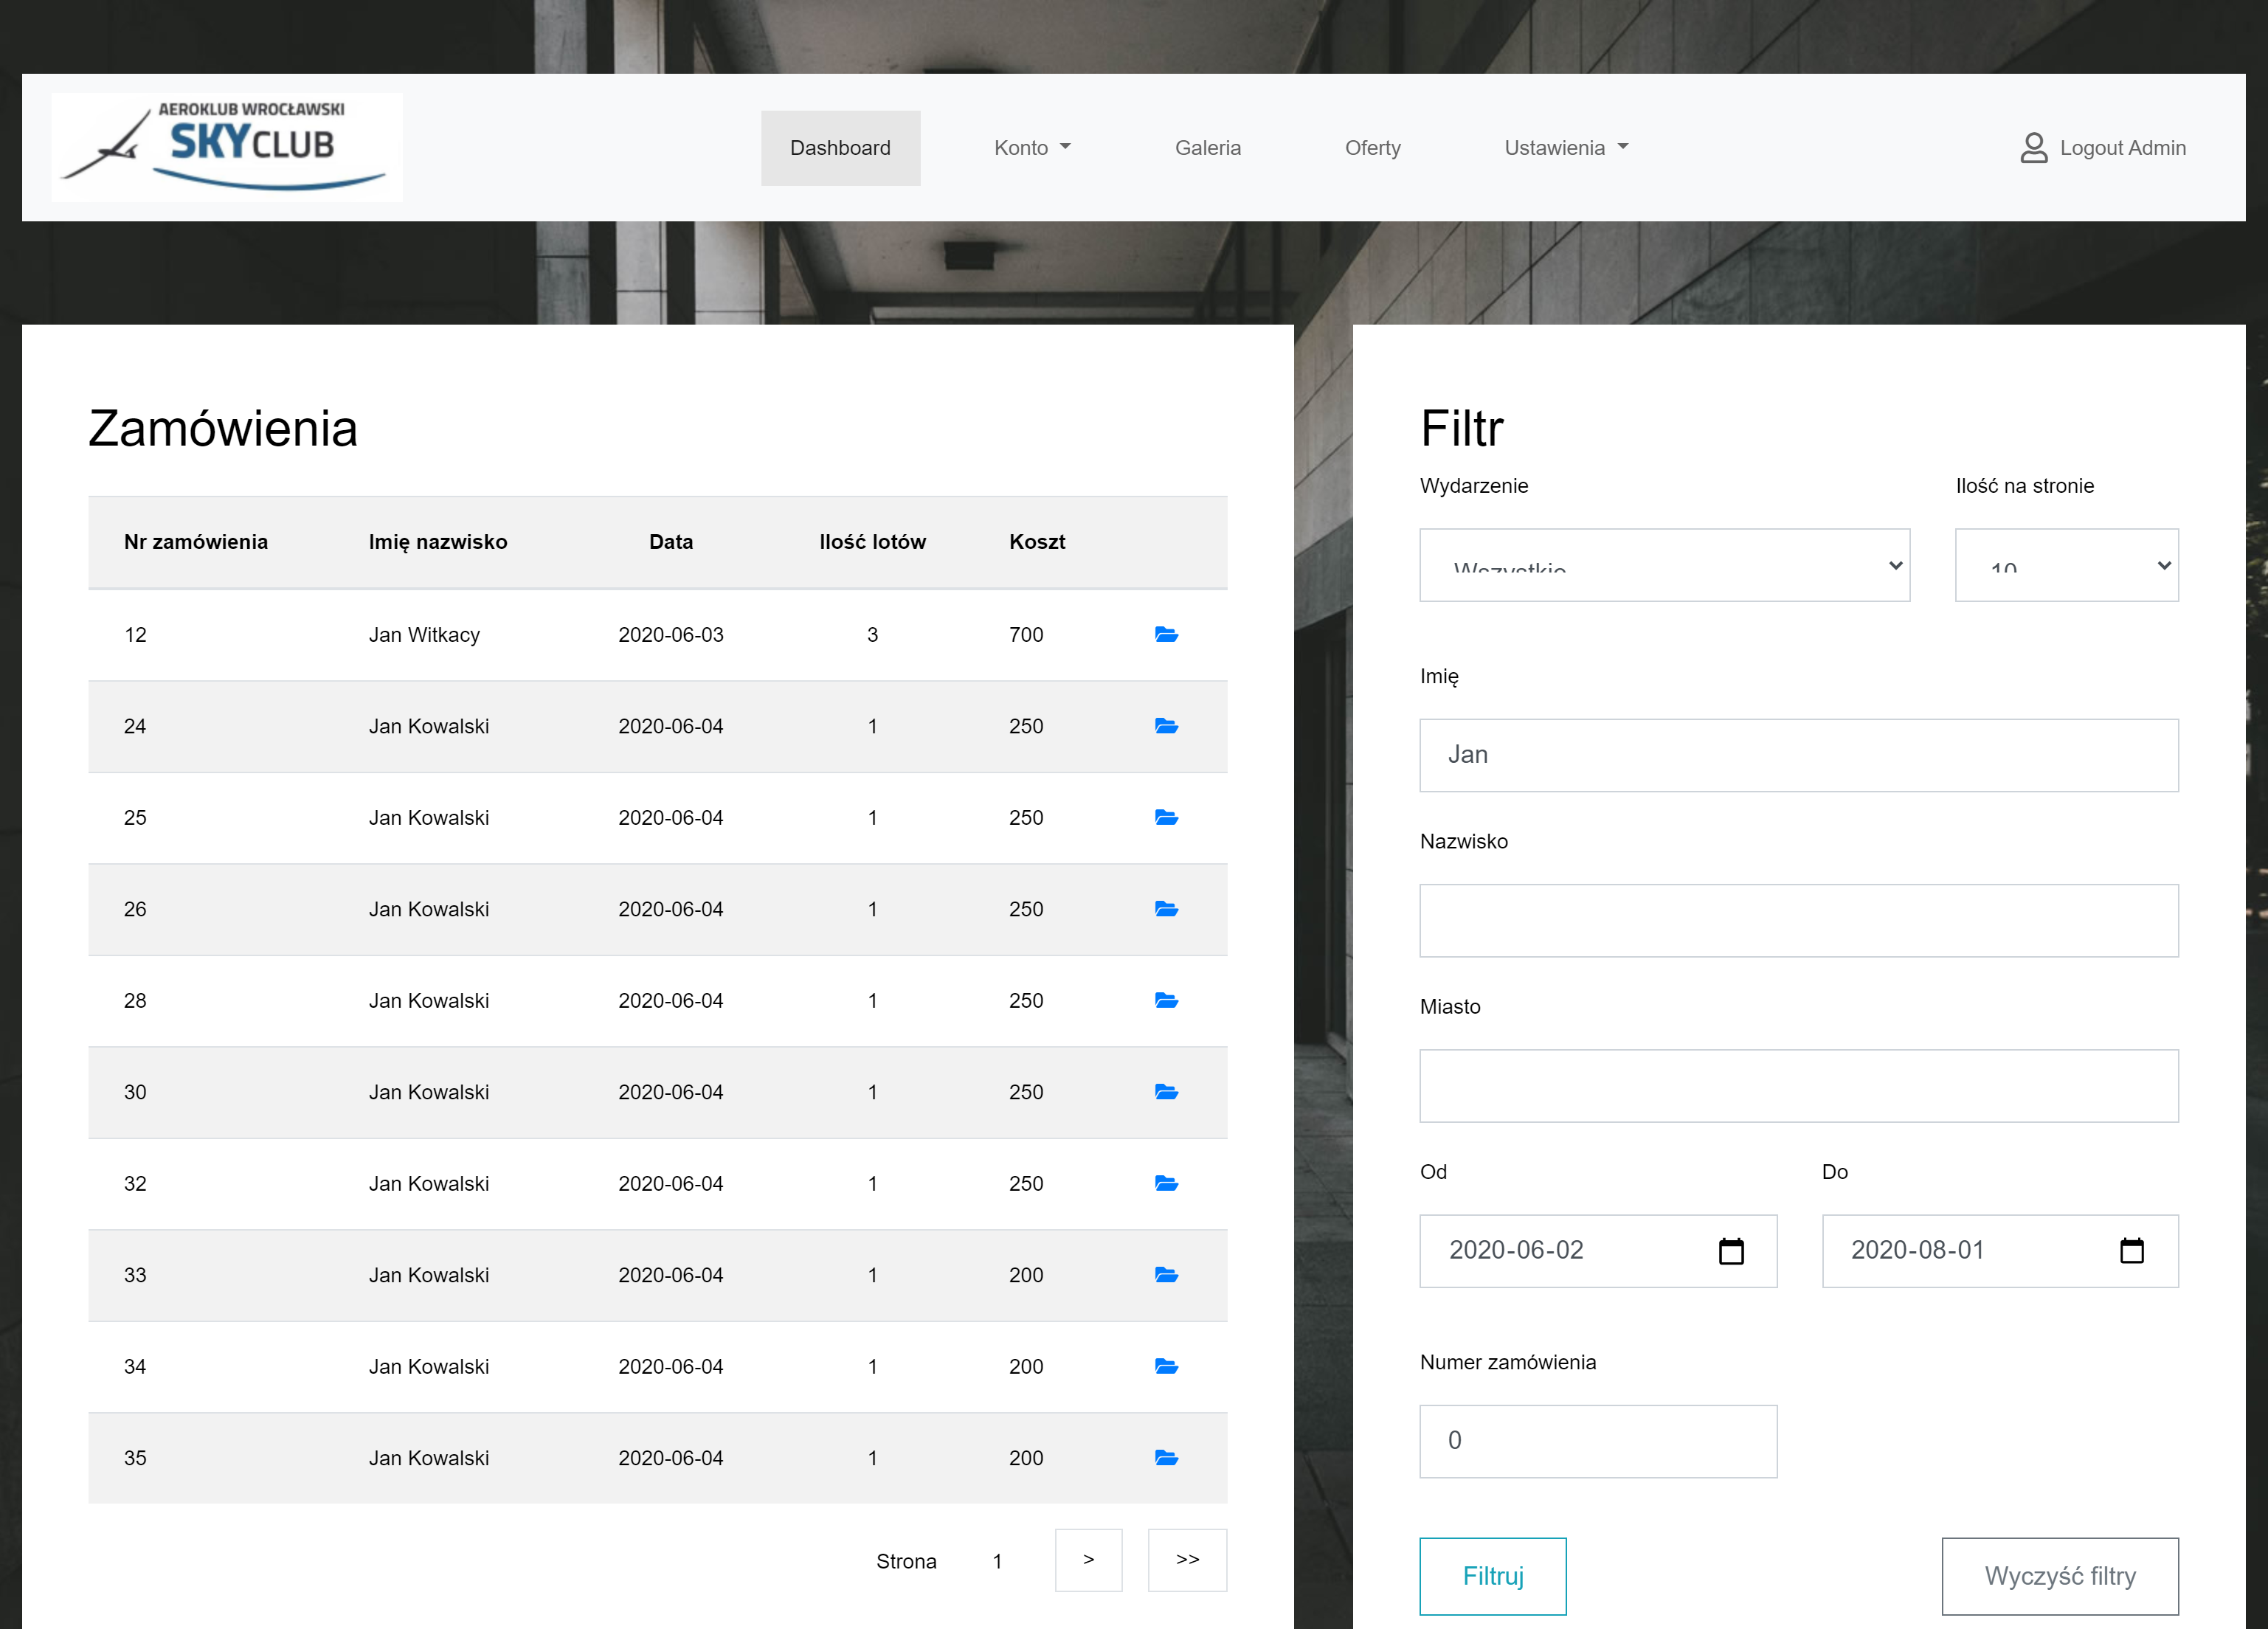 AEROKLUB WROCŁAWSKI
SKYCLUB
Dashboard Konto Galeria Oferty Ustawienia Logout Admin
Zamówienia
Nr zamówienia Imię nazwisko Data Ilość lotów Koszt
12 Jan Witkacy 2020-06-03 3 700
24 Jan Kowalski 2020-06-04 1 250
25 Jan Kowalski 2020-06-04 1 250
26 Jan Kowalski 2020-06-04 1 250
28 Jan Kowalski 2020-06-04 1 250
30 Jan Kowalski 2020-06-04 1 250
32 Jan Kowalski 2020-06-04 1 250
33 Jan Kowalski 2020-06-04 1 200
34 Jan Kowalski 2020-06-04 1 200
35 Jan Kowalski 2020-06-04 1 200
Strona 1 > >>
Filtr
Wydarzenie Ilość na stronie
Wszystkie 10
Imię
Jan
Nazwisko
Miasto
Od Do
2020-06-02 2020-08-01
Numer zamówienia
0
Filtruj Wyczyść filtry